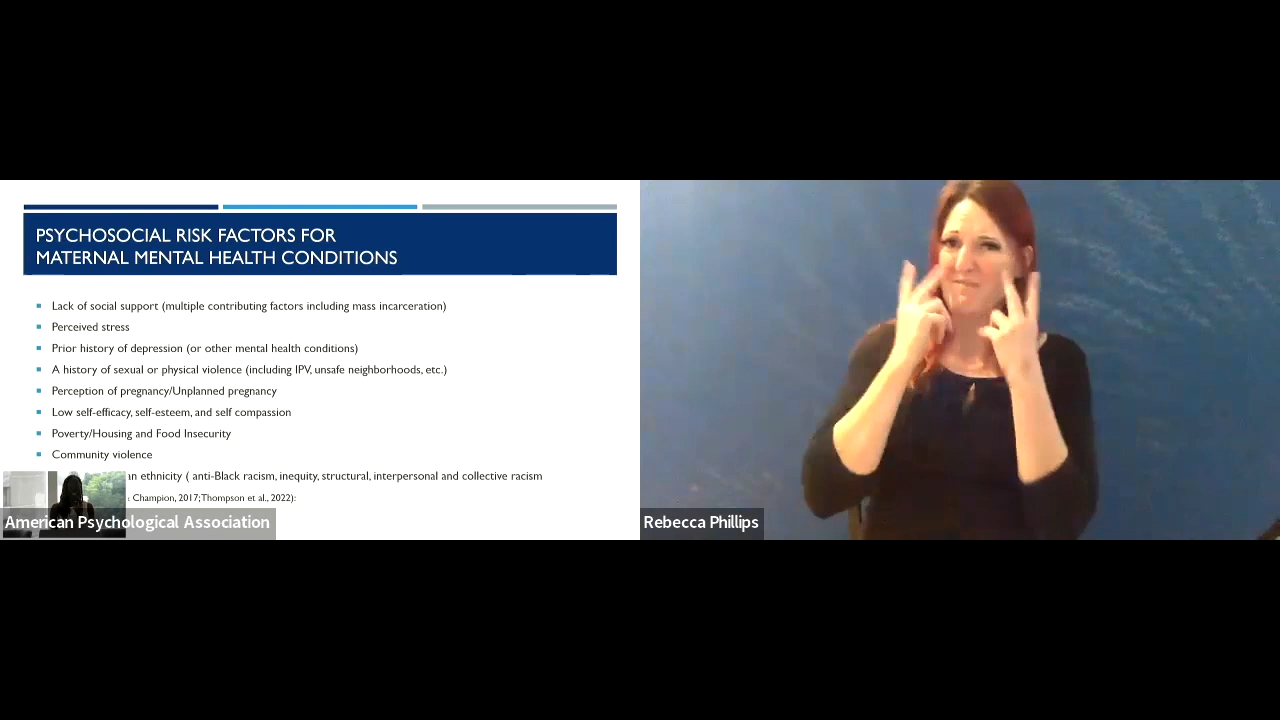 PSYCHOSOCIAL RISK FACTORS FOR
MATERNAL MENTAL HEALTH CONDITIONS
Lack of social support (multiple contributing factors including mass incarceration)
Perceived stress
Prior history of depression (or other mental health conditions)
A history of sexual or physical violence (including IPV, unsafe neighborhoods, etc.)
Perception of pregnancy/Unplanned pregnancy
Low self-efficacy, self-esteem, and self compassion
Poverty/Housing and Food Insecurity
Community violence
ethnicity ( anti-Black racism, inequity, structural, interpersonal and collective racism
Champion, 2017; Thompson et al., 2022):
American Psychological Association
Rebecca Phillips